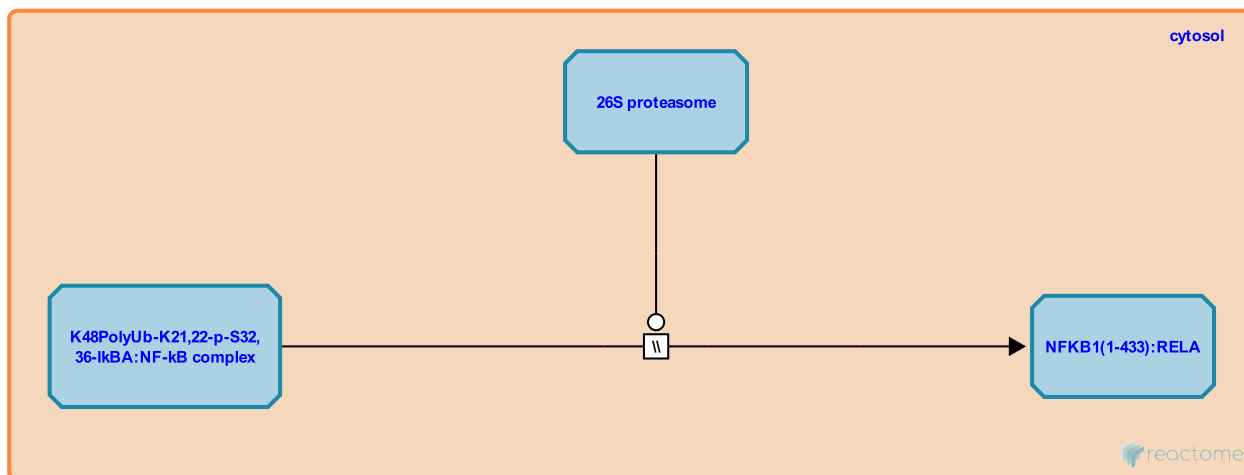 cytosol
26S proteasome
K48PolyUb-K21,22-p-S32,
36-IkBA:NF-kB complex
\\
NFKB1(1-433):RELA
reactome